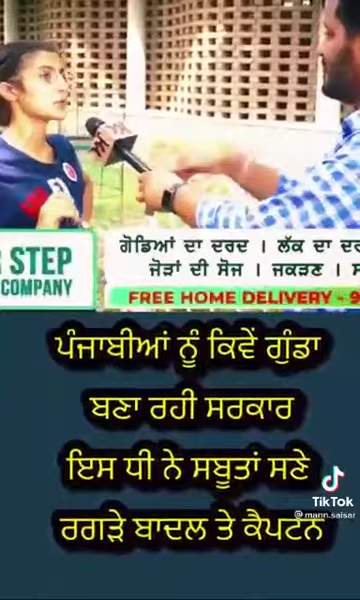 STEP
COMPANY
ਗੋਡਿਆਂ ਦਾ ਦਰਦ । ਲੱਕ ਦਾ
ਜੋੜਾਂ ਦੀ ਸੋਜ । ਜਕੜਣ ।
FREE HOME DELIVERY - 9
ਪੰਜਾਬੀਆਂ ਨੂੰ ਕਿਵੇਂ ਗੁੰਡਾ
ਬਣਾ ਰਹੀ ਸਰਕਾਰ
ਇਸ ਧੀ ਨੇ ਸਬੂਤਾਂ ਸਣੇ
ਰਗੜੇ ਬਾਦਲ ਤੇ ਕੈਪਟਨ
TikTok
@mann.saisar